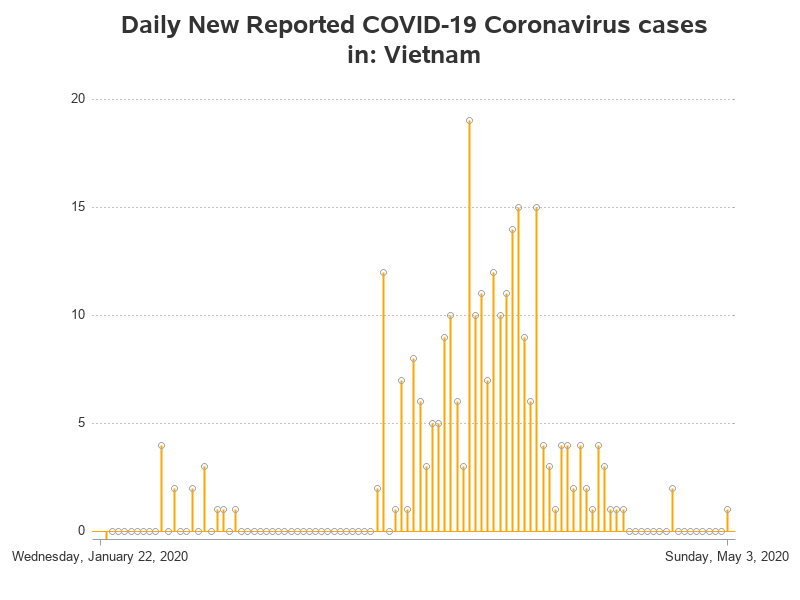 Daily New Reported COVID-19 Coronavirus cases
in: Vietnam
20
15
10
5
0
Wednesday, January 22, 2020
Sunday, May 3, 2020